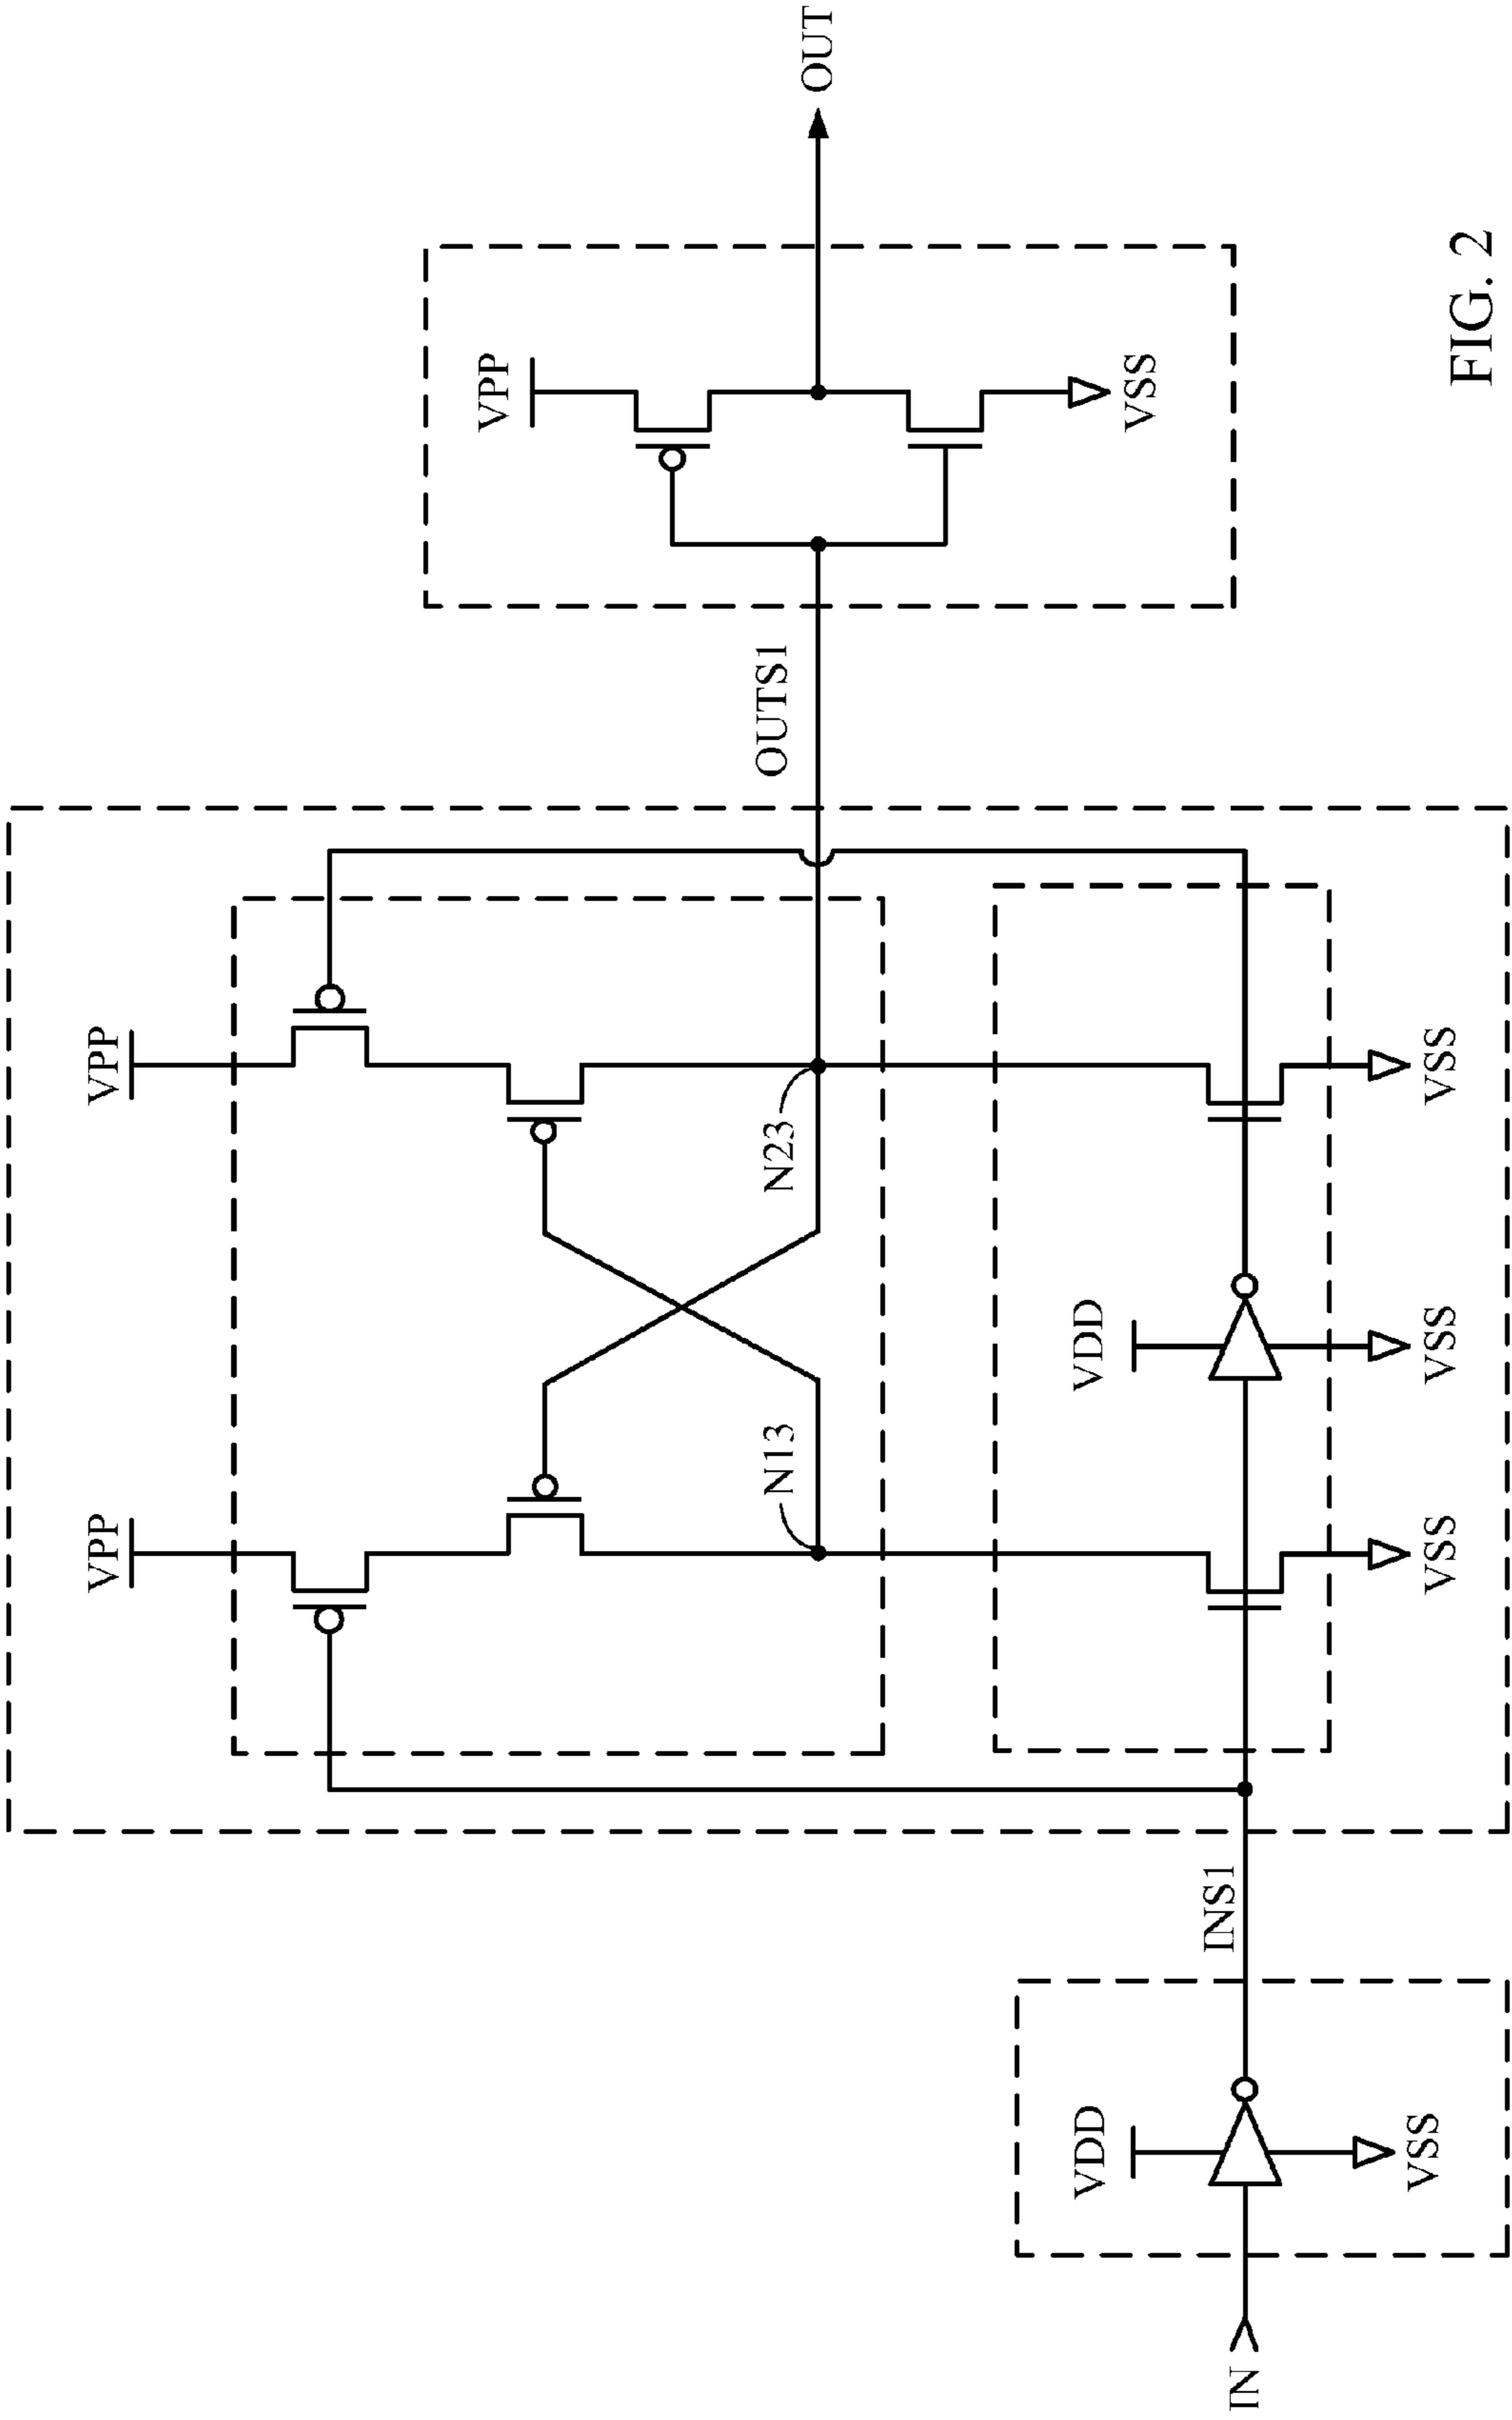 VPP
VPP
VPP
OUT
N13
N23
OUTS1
VDD
VDD
VSS
IN
INS1
VSS
VSS
VSS
VSS
FIG. 2